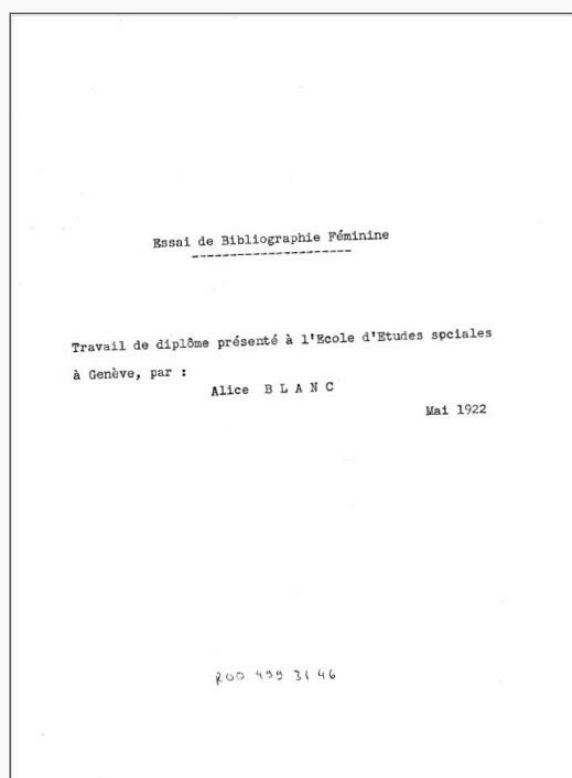 Essai de Bibliographie Féminine
---------------------
Travail de diplôme présenté à l'Ecole d'Etudes sociales
à Genève, par :
Alice B L A N C
Mai 1922
R00 499 31 46